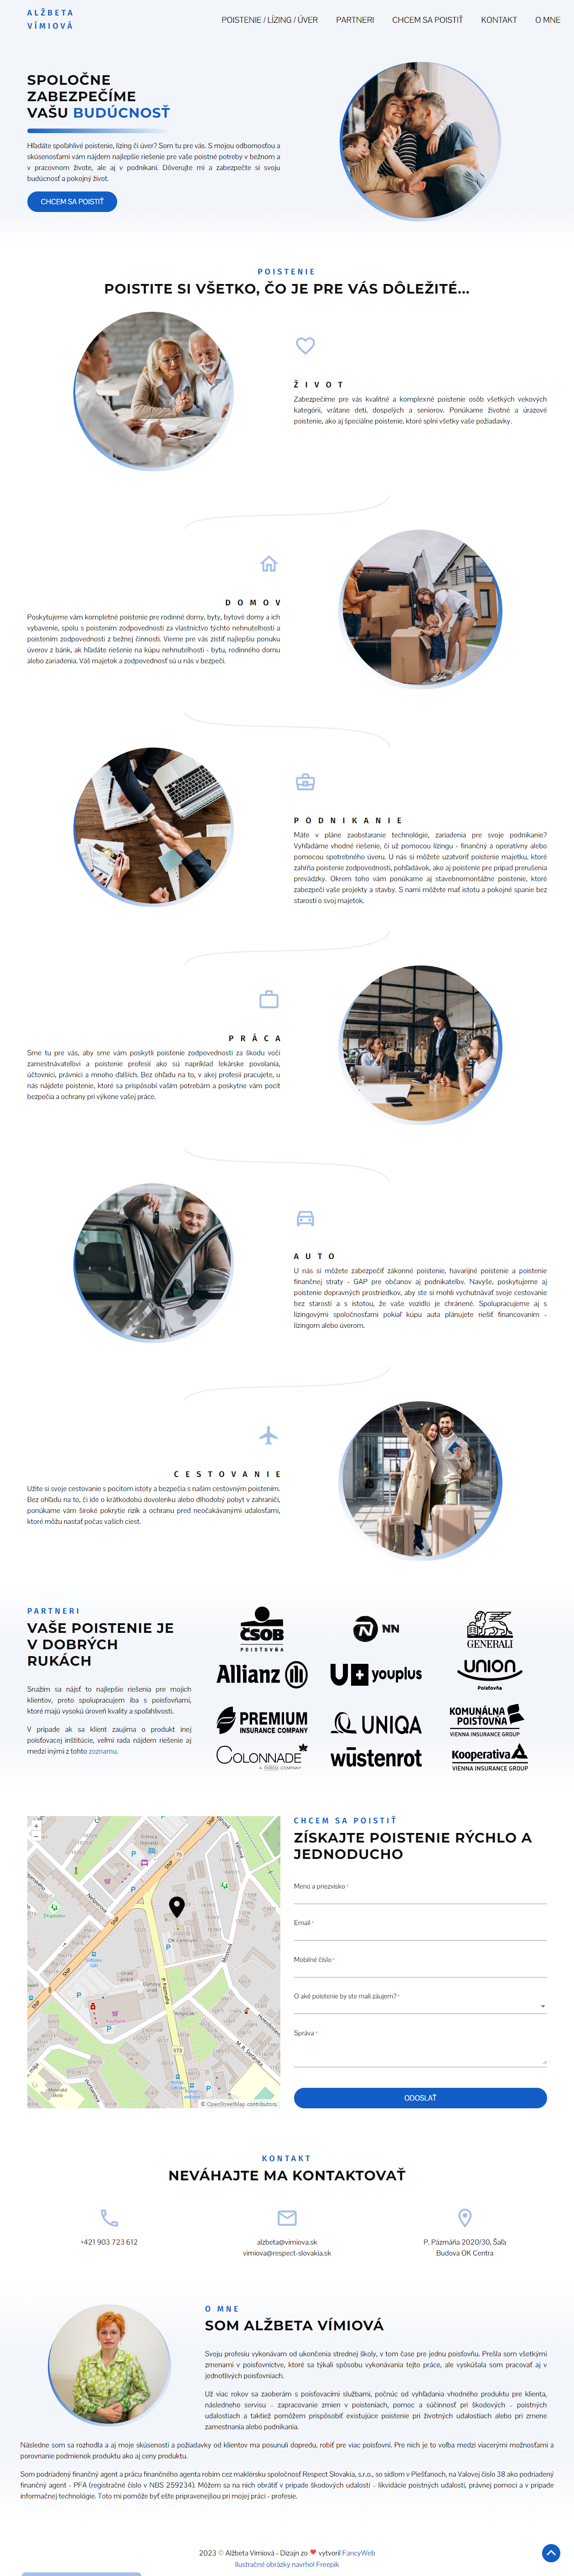 ALŽBETA
VÍMIOVÁ
POISTENIE / LÍZING / ÚVER PARTNERI CHCEM SA POISTIŤ KONTAKT O MNE
SPOLOČNE
ZABEZPEČÍME
VAŠU BUDÚCNOSŤ
Hľadáte spoľahlivé poistenie, lízing či úver? Som tu pre vás. S mojou odbornosťou a
skúsenosťami vám nájdem najlepšie riešenie pre vaše poistné potreby v bežnom a
v pracovnom živote, ale aj v podnikaní. Dôverujte mi a zabezpečte si svoju
budúcnosť a pokojný život.
CHCEM SA POISTIŤ
POISTENIE
POISTITE SI VŠETKO, ČO JE PRE VÁS DÔLEŽITÉ...
ŽIVOT
Zabezpečíme pre vás kvalitné a komplexné poistenie osôb všetkých vekových
kategórií, vrátane detí, dospelých a seniorov. Ponúkame životné a úrazové
poistenie, ako aj špeciálne poistenie, ktoré splní všetky vaše požiadavky.
DOMOV
Poskytujeme vám kompletné poistenie pre rodinné domy, byty, bytové domy a ich
vybavenie, spolu s poistením zodpovednosti za vlastníctvo týchto nehnuteľností a
poistením zodpovednosti z bežnej činnosti. Vieme pre vás zistiť najlepšiu ponuku
úverov z bánk, ak hľadáte riešenie na kúpu nehnuteľnosti - bytu, rodinného domu
alebo zariadenia. Váš majetok a zodpovednosť sú u nás v bezpečí.
PODNIKANIE
Máte v pláne zaobstaranie technológie, zariadenia pre svoje podnikanie?
Vyhľadáme vhodné riešenie, či už pomocou lízingu - finančný a operatívny alebo
pomocou spotrebného úveru. U nás si môžete uzatvoriť poistenie majetku, ktoré
zahŕňa poistenie zodpovednosti, pohľadávok, ako aj poistenie pre prípad prerušenia
prevádzky. Okrem toho vám ponúkame aj stavebnomontážne poistenie, ktoré
zabezpečí vaše projekty a stavby. S nami môžete mať istotu a pokojné spanie bez
starostí o svoj majetok.
PRÁCA
Sme tu pre vás, aby sme vám poskytli poistenie zodpovednosti za škodu voči
zamestnávateľovi a poistenie profesií ako sú napríklad lekárske povolania,
účtovníci, právnici a mnoho ďalších. Bez ohľadu na to, v akej profesii pracujete, u
nás nájdete poistenie, ktoré sa prispôsobí vašim potrebám a poskytne vám pocit
bezpečia a ochrany pri výkone vašej práce.
AUTO
U nás si môžete zabezpečiť zákonné poistenie, havarijné poistenie a poistenie
finančnej straty - GAP pre občanov aj podnikateľov. Navyše, poskytujeme aj
poistenie dopravných prostriedkov, aby ste si mohli vychutnávať svoje cestovanie
bez starostí a s istotou, že vaše vozidlo je chránené. Spolupracujeme aj s
lízingovými spoločnosťami pokiaľ kúpu auta plánujete riešiť financovaním -
lízingom alebo úverom.
CESTOVANIE
Užite si svoje cestovanie s pocitom istoty a bezpečia s naším cestovným poistením.
Bez ohľadu na to, či ide o krátkodobú dovolenku alebo dlhodobý pobyt v zahraničí,
ponúkame vám široké pokrytie rizík a ochranu pred neočakávanými udalosťami,
ktoré môžu nastať počas vašich ciest.
PARTNERI
VAŠE POISTENIE JE
V DOBRÝCH
RUKÁCH
Snažím sa nájsť to najlepšie riešenia pre mojich
klientov, preto spolupracujem iba s poisťovňami,
ktoré majú vysokú úroveň kvality a spoľahlivosti.
V prípade ak sa klient zaujíma o produkt inej
poisťovacej inštitúcie, veľmi rada nájdem riešenie aj
medzi inými z tohto zoznamu.
ČSOB
POISŤOVŇA
NN
GENERALI
Allianz
youplus
UNION
Poisťovňa
PREMIUM
INSURANCE COMPANY
UNIQA
KOMUNÁLNA
POISŤOVŇA
VIENNA INSURANCE GROUP
COLONNADE
A FAIRFAX COMPANY
wüstenrot
Kooperativa
VIENNA INSURANCE GROUP
+
–
Tržnica
(bývalá)
SNP
75
OK Centrum
Úrad
práce
Daňový
úrad
P. Pázmáňa
Kaufland
573
© OpenStreetMap contributors.
CHCEM SA POISTIŤ
ZÍSKAJTE POISTENIE RÝCHLO A
JEDNODUCHO
Meno a priezvisko *
Email *
Mobilné číslo *
O aké poistenie by ste mali záujem? *
Správa *
ODOSLAŤ
KONTAKT
NEVÁHAJTE MA KONTAKTOVAŤ
+421 903 723 612
alzbeta@vimiova.sk
vimiova@respect-slovakia.sk
P. Pázmáňa 2020/30, Šaľa
Budova OK Centra
O MNE
SOM ALŽBETA VÍMIOVÁ
Svoju profesiu vykonávam od ukončenia strednej školy, v tom čase pre jednu poisťovňu. Prešla som všetkými
zmenami v poisťovníctve, ktoré sa týkali spôsobu vykonávania tejto práce, ale vyskúšala som pracovať aj v
jednotlivých poisťovniach.
Už viac rokov sa zaoberám s poisťovacími službami, počnúc od vyhľadania vhodného produktu pre klienta,
následného servisu – zapracovanie zmien v poisteniach, pomoc a súčinnosť pri škodových – poistných
udalostiach a taktiež pomôžem prispôsobiť existujúce poistenie pri životných udalostiach alebo pri zmene
zamestnania alebo podnikania.
Následne som sa rozhodla a aj moje skúsenosti a požiadavky od klientov ma posunuli dopredu, robiť pre viac poisťovní. Pre nich je to voľba medzi viacerými možnosťami a
porovnanie podmienok produktu ako aj ceny produktu.
Som podriadený finančný agent a prácu finančného agenta robím cez maklérsku spoločnosť Respect Slovakia, s.r.o., so sídlom v Piešťanoch, na Valovej číslo 38 ako podriadený
finančný agent - PFA (registračné číslo v NBS 259234). Môžem sa na nich obrátiť v prípade škodových udalostí – likvidácie poistných udalostí, právnej pomoci a v prípade
informačnej technológie. Toto mi pomôže byť ešte pripravenejšou pri mojej práci - profesie.
2023 © Alžbeta Vímiová - Dizajn zo ❤ vytvoril FancyWeb
Ilustračné obrázky navrhol Freepik